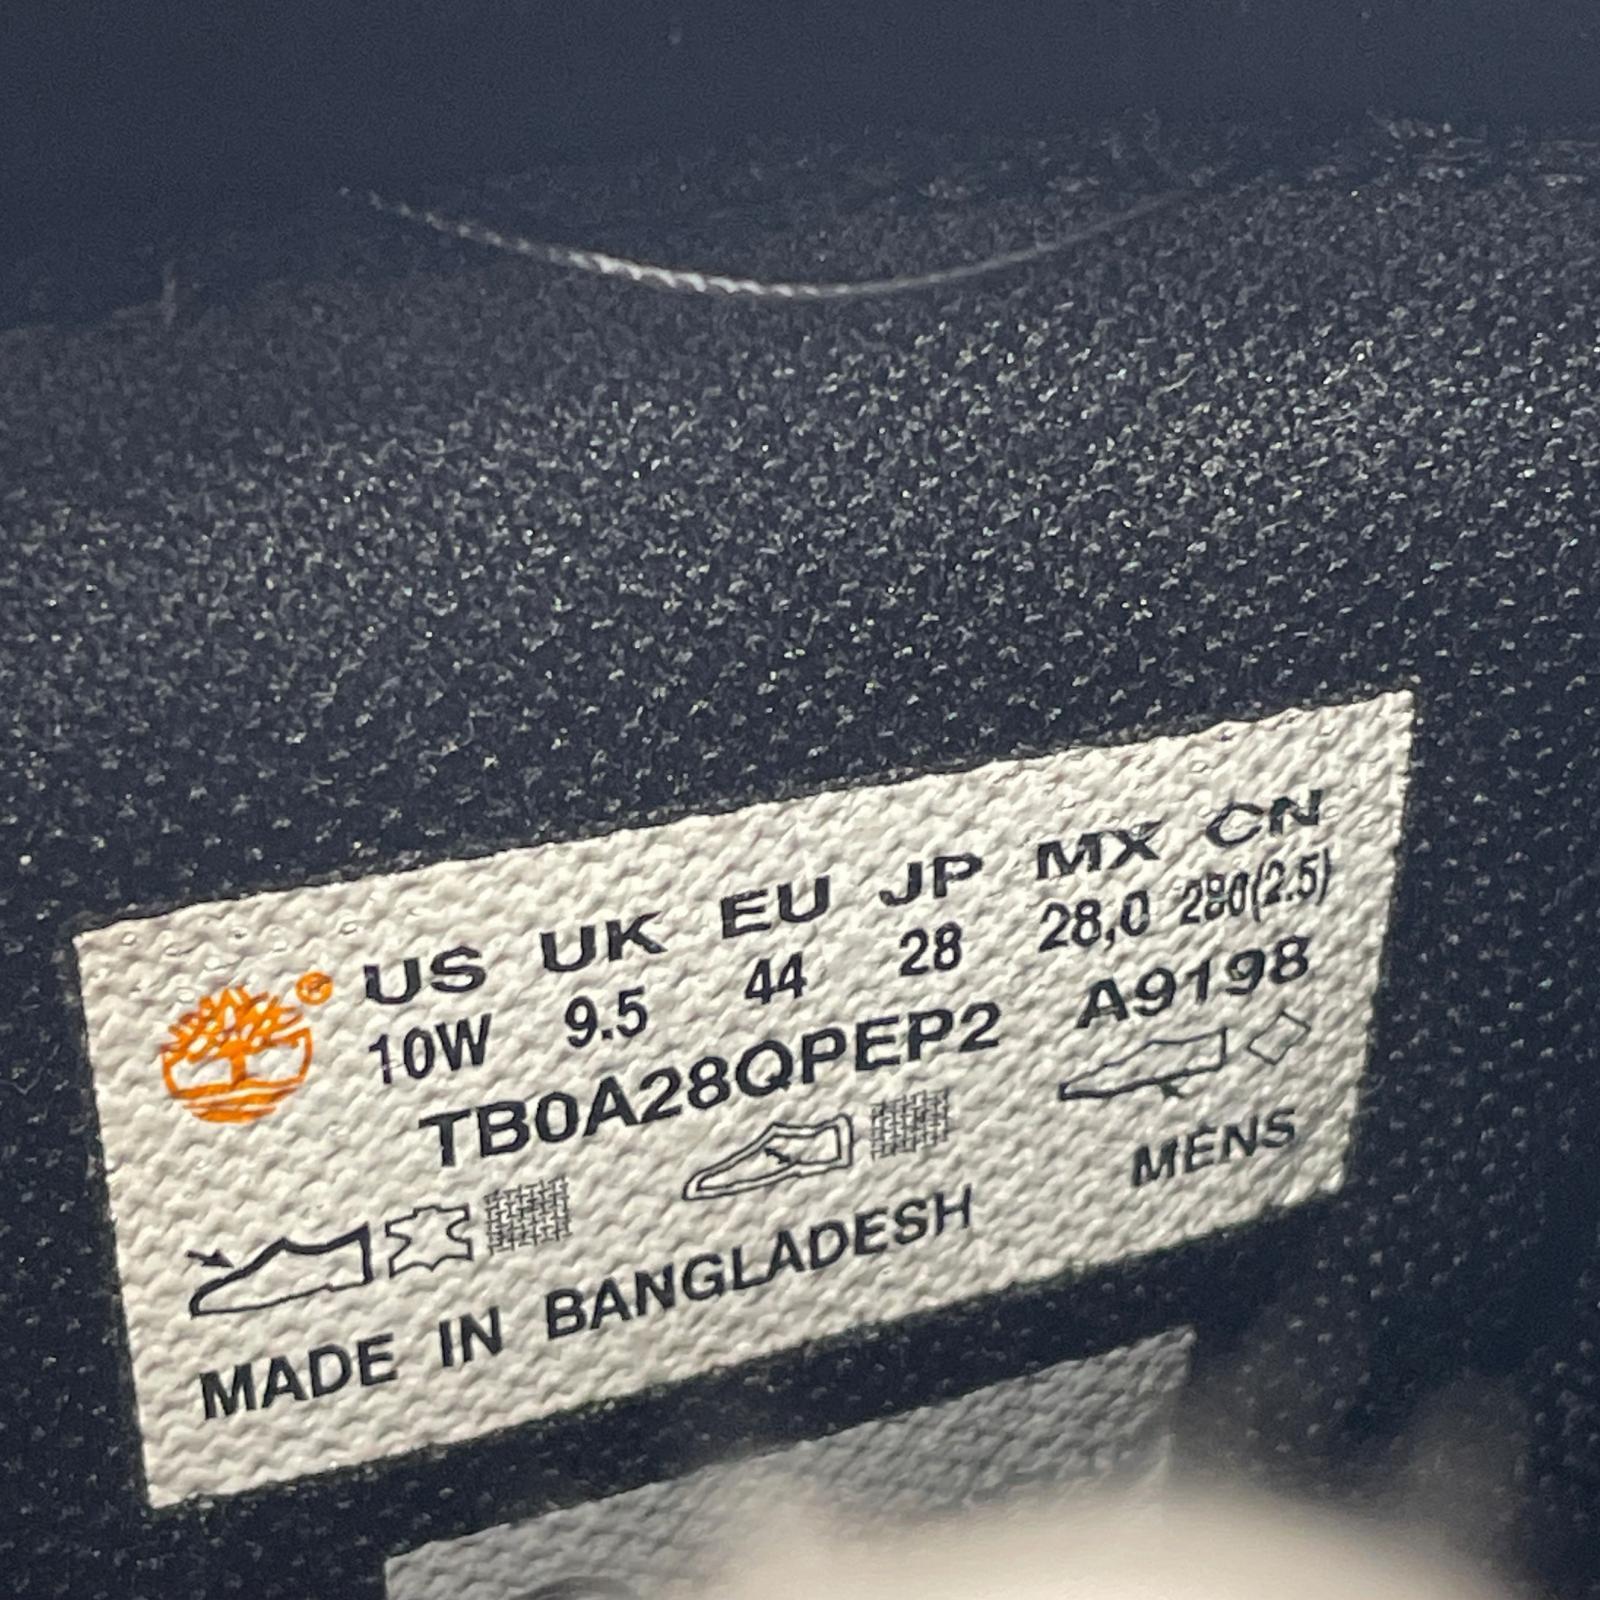 US UK EU JP MX CN
10W 9.5 44 28 28,0 280(2.5)
TB0A28QPEP2 A9198
MENS
MADE IN BANGLADESH
®